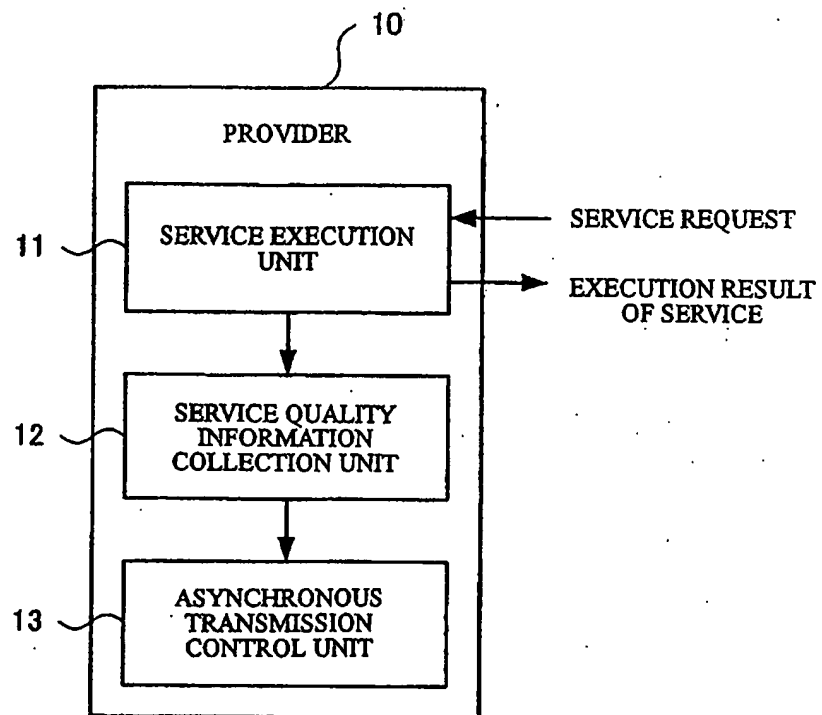 10
PROVIDER
11
SERVICE EXECUTION
UNIT
SERVICE REQUEST
EXECUTION RESULT
OF SERVICE
12
SERVICE QUALITY
INFORMATION
COLLECTION UNIT
13
ASYNCHRONOUS
TRANSMISSION
CONTROL UNIT